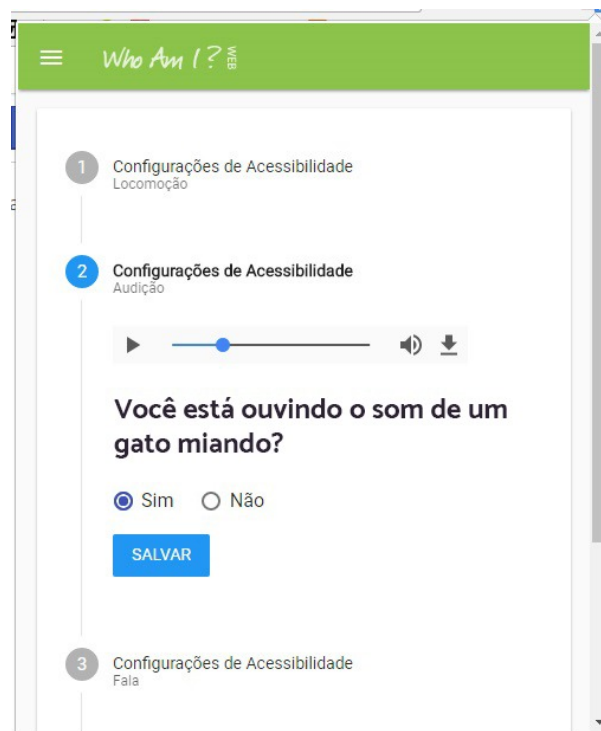 Who Am I? WEB
1
Configurações de Acessibilidade
Locomoção
2
Configurações de Acessibilidade
Audição
Você está ouvindo o som de um
gato miando?
Sim Não
SALVAR
3
Configurações de Acessibilidade
Fala